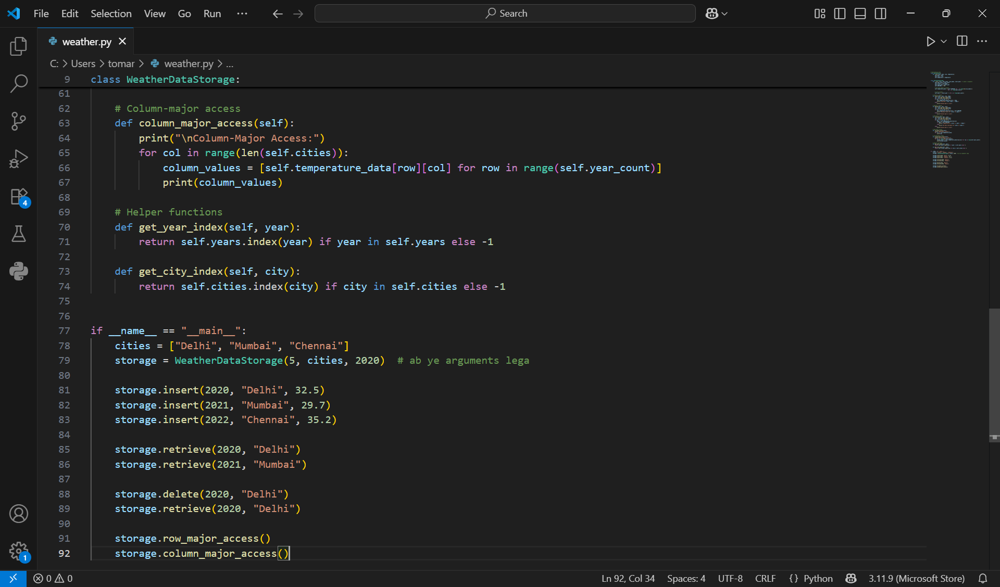 File Edit Selection View Go Run ··· Search
weather.py
C: > Users > tomar > weather.py > ...
9 class WeatherDataStorage:
61
62 # Column-major access
63 def column_major_access(self):
64 print("\nColumn-Major Access:")
65 for col in range(len(self.cities)):
66 column_values = [self.temperature_data[row][col] for row in range(self.year_count)]
67 print(column_values)
68
69 # Helper functions
70 def get_year_index(self, year):
71 return self.years.index(year) if year in self.years else -1
72
73 def get_city_index(self, city):
74 return self.cities.index(city) if city in self.cities else -1
75
76
77 if __name__ == "__main__":
78 cities = ["Delhi", "Mumbai", "Chennai"]
79 storage = WeatherDataStorage(5, cities, 2020)  # ab ye arguments lega
80
81 storage.insert(2020, "Delhi", 32.5)
82 storage.insert(2021, "Mumbai", 29.7)
83 storage.insert(2022, "Chennai", 35.2)
84
85 storage.retrieve(2020, "Delhi")
86 storage.retrieve(2021, "Mumbai")
87
88 storage.delete(2020, "Delhi")
89 storage.retrieve(2020, "Delhi")
90
91 storage.row_major_access()
92 storage.column_major_access()
4
1
0 0 Ln 92, Col 34 Spaces: 4 UTF-8 CRLF {} Python 3.11.9 (Microsoft Store)